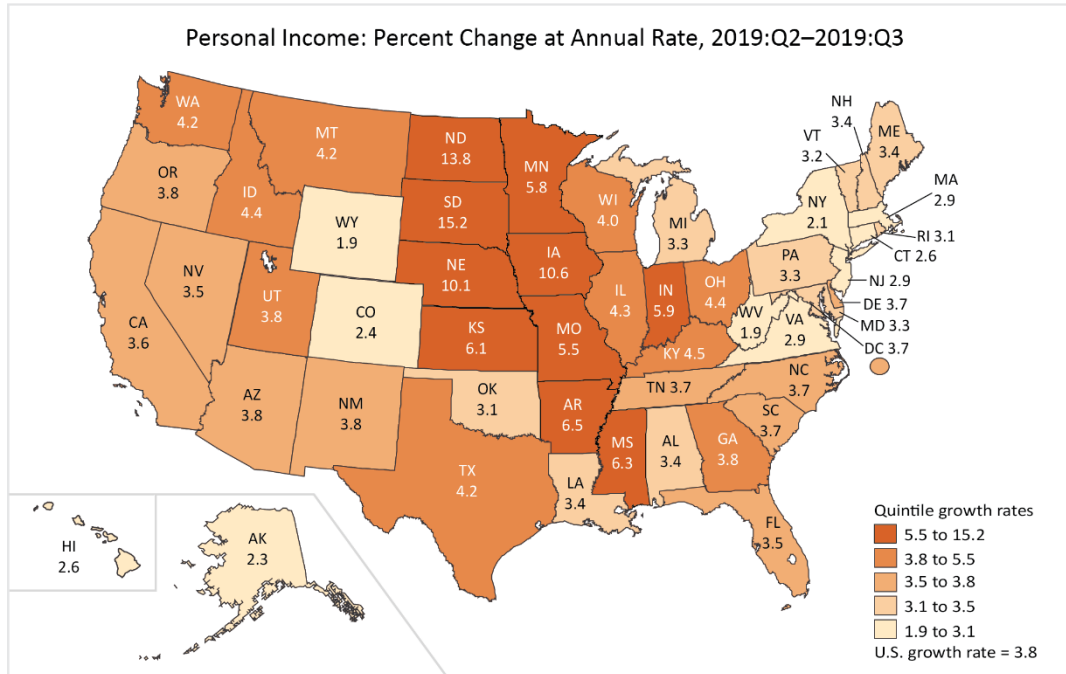 Personal Income: Percent Change at Annual Rate, 2019:Q2–2019:Q3
WA
4.2
OR
3.8
CA
3.6
NV
3.5
ID
4.4
MT
4.2
WY
1.9
UT
3.8
CO
2.4
AZ
3.8
NM
3.8
ND
13.8
SD
15.2
NE
10.1
KS
6.1
OK
3.1
TX
4.2
MN
5.8
IA
10.6
MO
5.5
AR
6.5
LA
3.4
WI
4.0
IL
4.3
MI
3.3
IN
5.9
OH
4.4
KY 4.5
TN 3.7
MS
6.3
AL
3.4
GA
3.8
FL
3.5
SC
3.7
NC
3.7
VA
2.9
WV
1.9
PA
3.3
NY
2.1
VT
3.2
NH
3.4
ME
3.4
MA
2.9
RI 3.1
CT 2.6
NJ 2.9
DE 3.7
MD 3.3
DC 3.7
HI
2.6
AK
2.3
Quintile growth rates
5.5 to 15.2
3.8 to 5.5
3.5 to 3.8
3.1 to 3.5
1.9 to 3.1
U.S. growth rate = 3.8